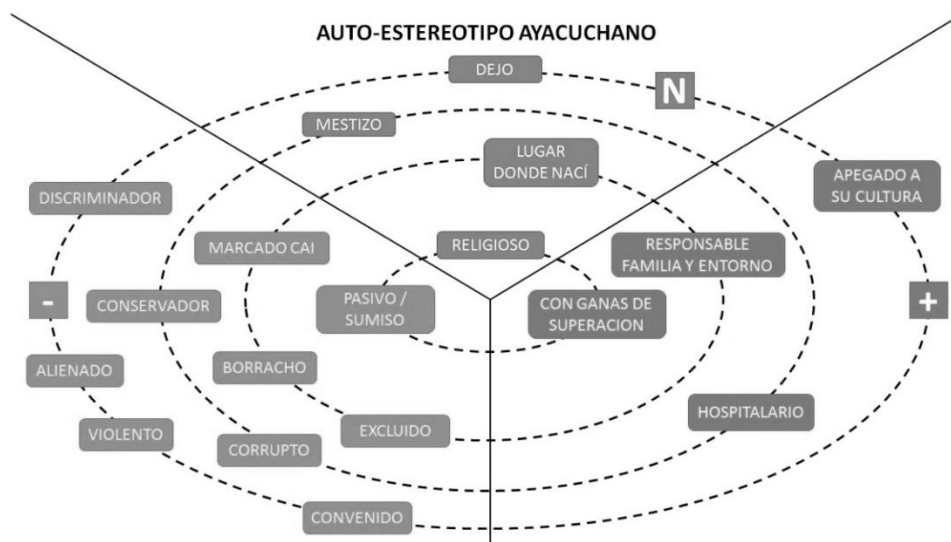 AUTO-ESTEREOTIPO AYACUCHANO
DEJO
N
MESTIZO
LUGAR
DONDE NACÍ
APEGADO A
SU CULTURA
DISCRIMINADOR
MARCADO CAI
RELIGIOSO
RESPONSABLE
FAMILIA Y ENTORNO
-
CONSERVADOR
PASIVO /
SUMISO
CON GANAS DE
SUPERACION
+
ALIENADO
BORRACHO
HOSPITALARIO
VIOLENTO
EXCLUIDO
CORRUPTO
CONVENIDO